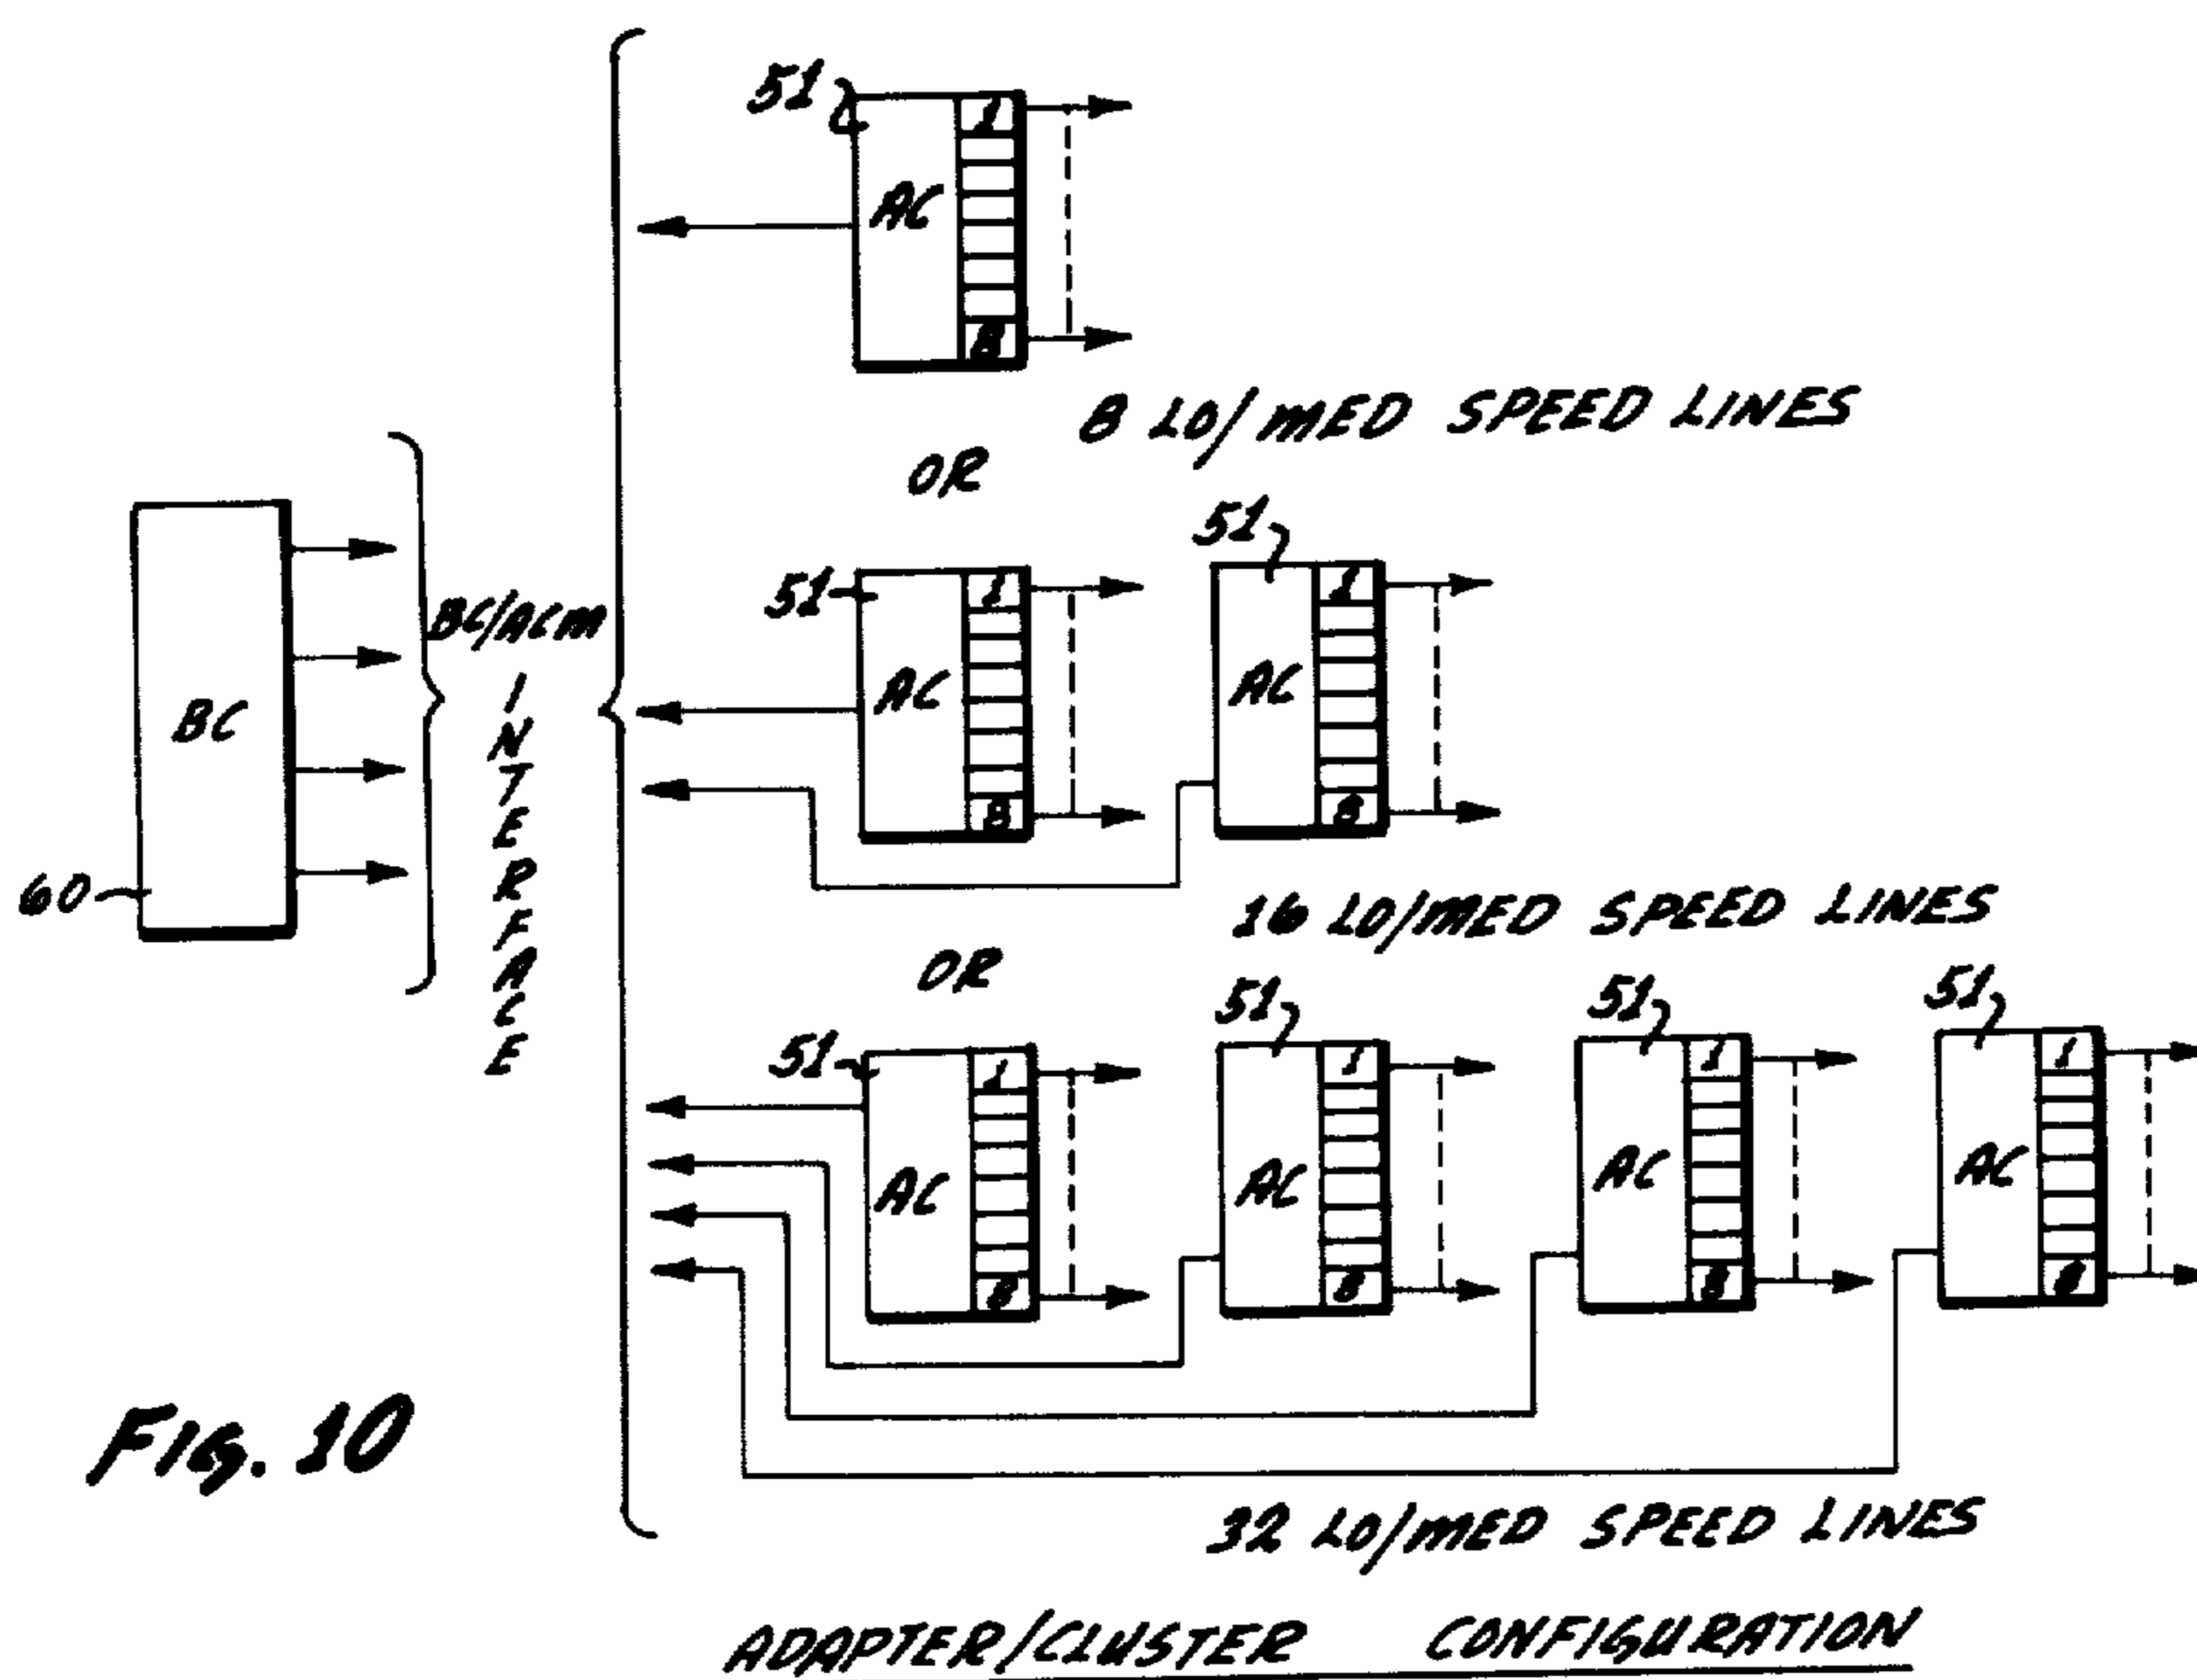 51
AC
1
8
8 LO/MED SPEED LINES
OR
51
AC
1
8
51
AC
1
8
16 LO/MED SPEED LINES
BC
60
BC/ACM
INTERFACE
OR
51
AC
1
8
51
AC
1
8
51
AC
1
8
51
AC
1
8
32 LO/MED SPEED LINES
FIG. 10
ADAPTER/CLUSTER CONFIGURATION